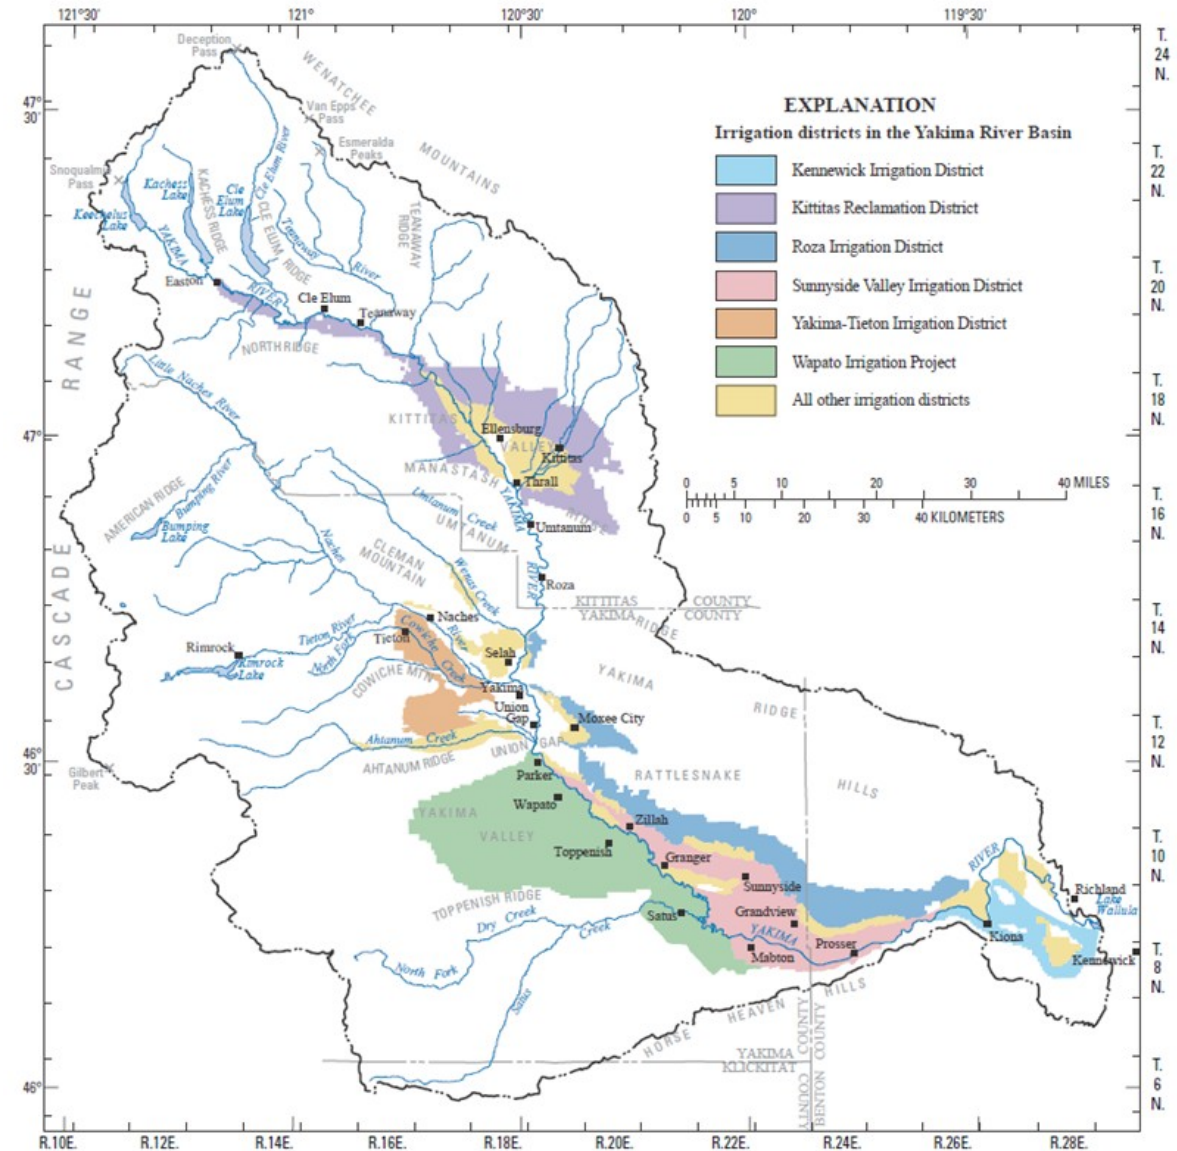 121°30'
121°
120°30'
120°
119°30'
Deception
Pass
WENATCHEE
MOUNTAINS
T.
24
N.
47°
30'
Van Epps
Pass
Esmeralda
Peaks
Snoqualmie
Pass
Kachess
Lake
KACHESS RIDGE
Cle
Elum
Lake
Cle Elum River
CLE ELUM RIDGE
Keechelus
Lake
YAKIMA
RIVER
Teanaway
River
TEANAWAY
RIDGE
EXPLANATION
Irrigation districts in the Yakima River Basin
Kennewick Irrigation District
Kittitas Reclamation District
Roza Irrigation District
Sunnyside Valley Irrigation District
Yakima-Tieton Irrigation District
Wapato Irrigation Project
All other irrigation districts
T.
22
N.
T.
20
N.
T.
18
N.
Easton
Cle Elum
Teanaway
NORTH RIDGE
CASCADE RANGE
Little Naches River
KITTITAS
VALLEY
Ellensburg
Kittitas
47°
MANASTASH
RIDGE
Thrall
0 5 10 20 30 40 MILES
0 5 10 20 30 40 KILOMETERS
T.
16
N.
AMERICAN RIDGE
Bumping River
Bumping
Lake
Umtanum Creek
UMTANUM
RIDGE
YAKIMA
RIVER
Umtanum
Naches
River
CLEMAN
MOUNTAIN
Wenas Creek
Roza
KITTITAS COUNTY
YAKIMA COUNTY
T.
14
N.
Naches
Tieton
Tieton River
North Fork
Cowiche
Creek
Rimrock
Rimrock
Lake
COWICHE MTN
Selah
YAKIMA
RIDGE
Yakima
Union
Gap
Moxee City
T.
12
N.
46°
30'
Ahtanum Creek
AHTANUM RIDGE
UNION GAP
Gilbert
Peak
Parker
RATTLESNAKE
HILLS
Wapato
YAKIMA
VALLEY
Zillah
Toppenish
Granger
T.
10
N.
RIVER
Sunnyside
Richland
Lake
Wallula
TOPPENISH RIDGE
Satus
Grandview
Dry Creek
Creek
YAKIMA
Prosser
Kiona
Mabton
Kennewick
T.
8
N.
North Fork
Satus
HORSE HEAVEN HILLS
YAKIMA
KLICKITAT
COUNTY
COUNTY
BENTON COUNTY
46°
T.
6
N.
R.10E.
R.12E.
R.14E.
R.16E.
R.18E.
R.20E.
R.22E.
R.24E.
R.26E.
R.28E.